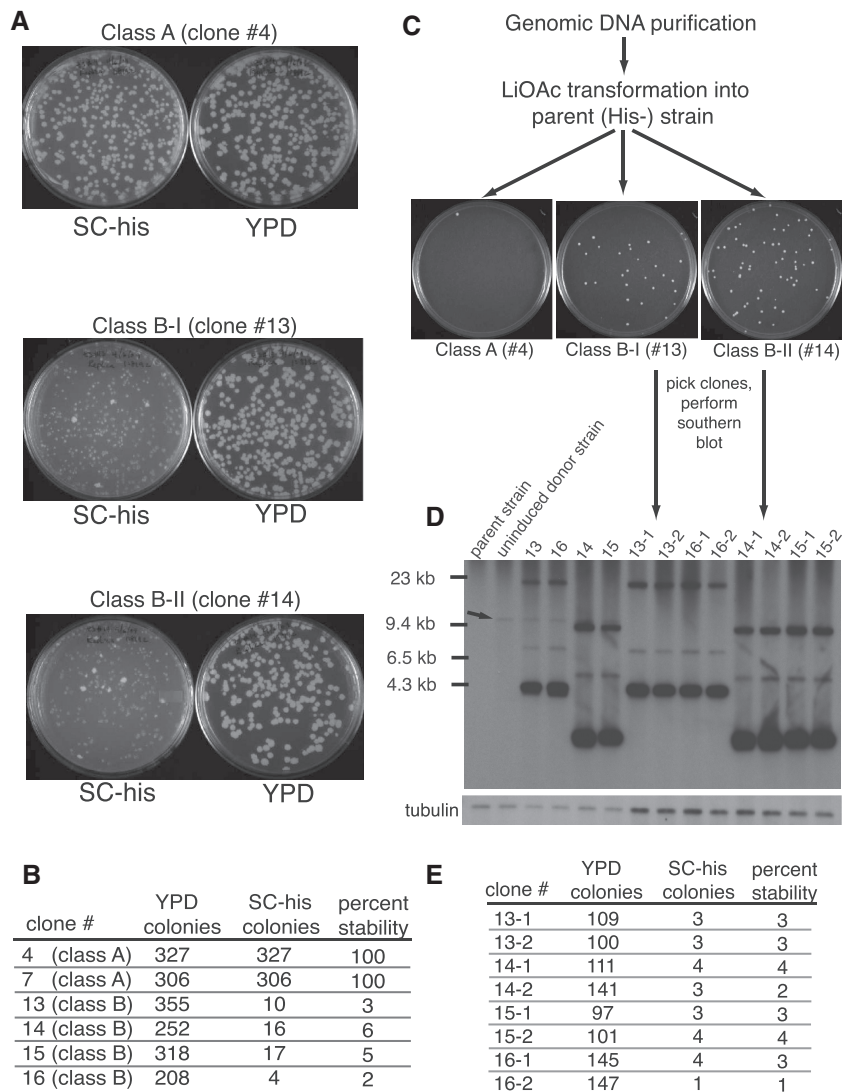 A
Class A (clone #4)
SC-his
YPD
Class B-I (clone #13)
SC-his
YPD
Class B-II (clone #14)
SC-his
YPD
B
clone #
YPD colonies
SC-his colonies
percent stability
4 (class A) 327 327 100
7 (class A) 306 306 100
13 (class B) 355 10 3
14 (class B) 252 16 6
15 (class B) 318 17 5
16 (class B) 208 4 2
C
Genomic DNA purification
LiOAc transformation into
parent (His-) strain
Class A (#4)
Class B-I (#13)
Class B-II (#14)
pick clones,
perform
southern
blot
D
parent strain
uninduced donor strain
13
16
14
15
13-1
13-2
16-1
16-2
14-1
14-2
15-1
15-2
23 kb
9.4 kb
6.5 kb
4.3 kb
tubulin
E
clone #
YPD colonies
SC-his colonies
percent stability
13-1 109 3 3
13-2 100 3 3
14-1 111 4 4
14-2 141 3 2
15-1 97 3 3
15-2 101 4 4
16-1 145 4 3
16-2 147 1 1